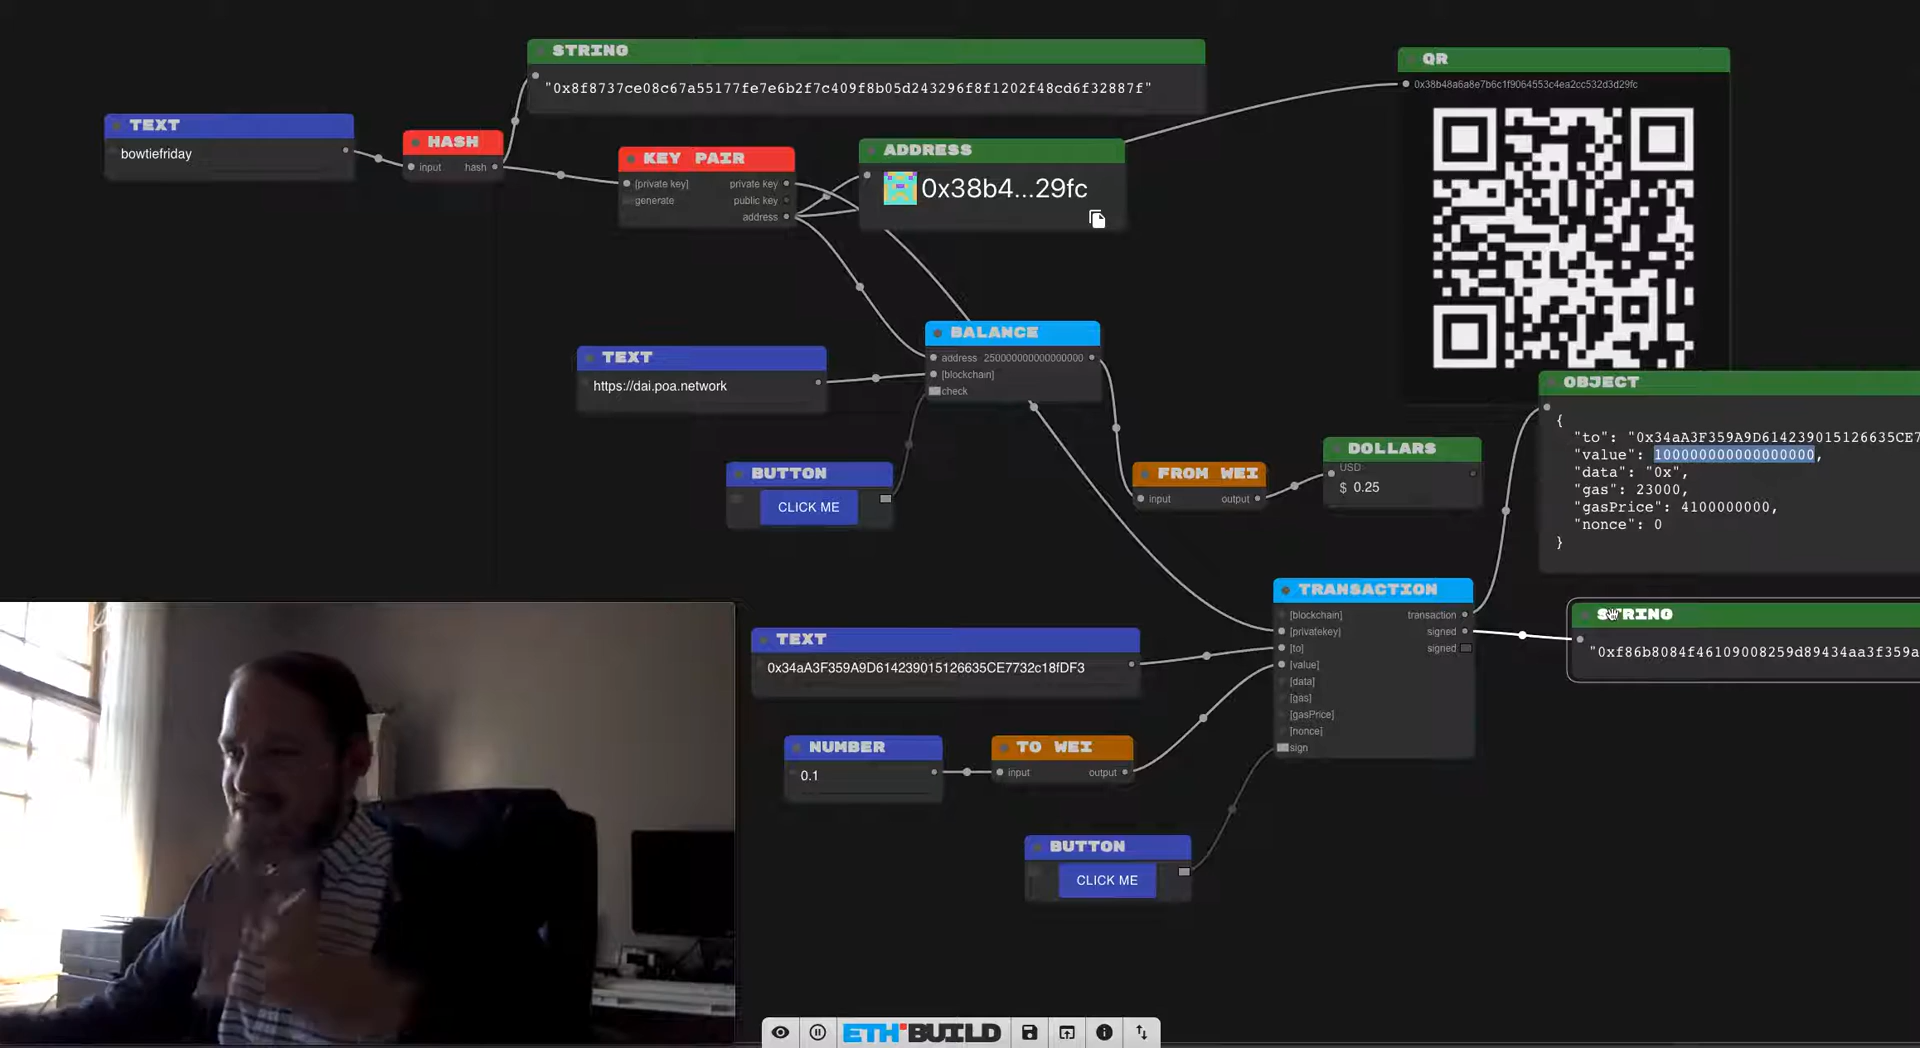 STRING
"0x8f8737ce08c67a55177fe7e6b2f7c409f8b05d243296f8f1202f48cd6f32887f"
QR
0x38b48a6a8e7b6c1f9064553c4ea2cc532d3d29fc
TEXT
bowtiefriday
HASH
input hash
KEY PAIR
[private key] private key
generate public key
address
ADDRESS
0x38b4...29fc
BALANCE
address 250000000000000000
[blockchain]
check
TEXT
https://dai.poa.network
BUTTON
CLICK ME
FROM WEI
input output
DOLLARS
USD
$ 0.25
OBJECT
{
"to": "0x34aA3F359A9D614239015126635CE7
"value": 100000000000000000,
"data": "0x",
"gas": 23000,
"gasPrice": 4100000000,
"nonce": 0
}
TRANSACTION
[blockchain] transaction
[privatekey] signed
[to] signed
[value]
[data]
[gas]
[gasPrice]
[nonce]
sign
STRING
"0xf86b8084f46109008259d89434aa3f359a
TEXT
0x34aA3F359A9D614239015126635CE7732c18fDF3
NUMBER
0.1
TO WEI
input output
BUTTON
CLICK ME
ETH BUILD